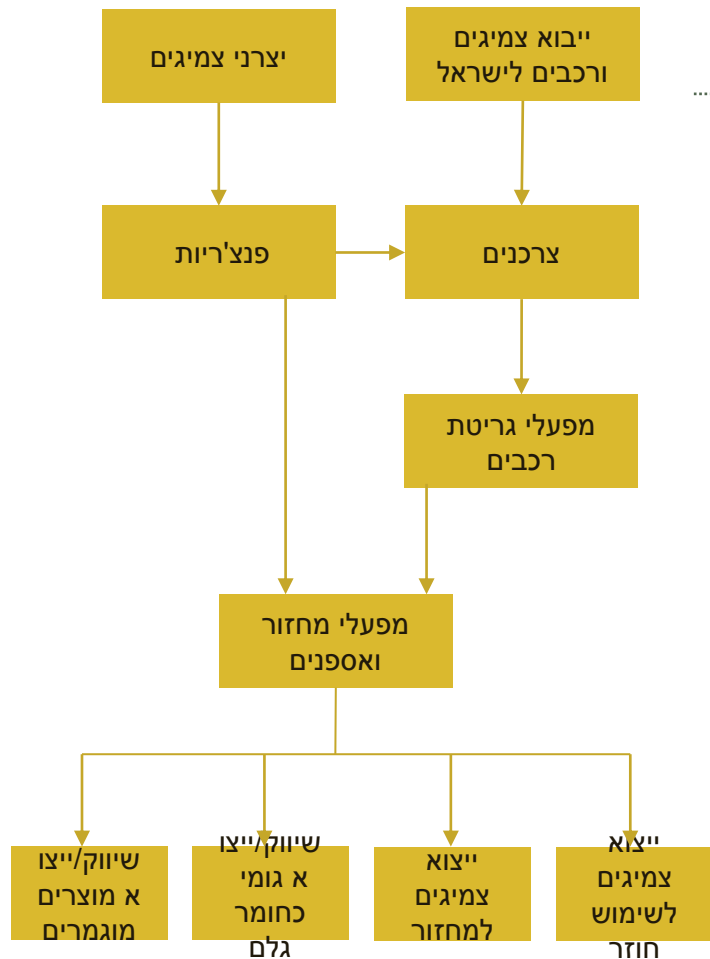 ייבוא צמיגים
ורכבים לישראל
יצרני צמיגים
....
צרכנים
פנצ'ריות
מפעלי גריטת
רכבים
מפעלי מחזור
ואספנים
ייצוא
צמיגים
לשימוש
חוזר
ייצוא
צמיגים
למחזור
שיווק/ייצו
א גומי
כחומר
גלם
שיווק/ייצו
א מוצרים
מוגמרים